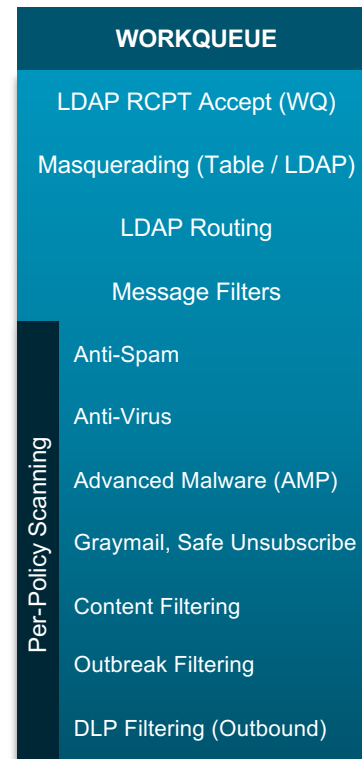 WORKQUEUE
LDAP RCPT Accept (WQ)
Masquerading (Table / LDAP)
LDAP Routing
Message Filters
Per-Policy Scanning
Anti-Spam
Anti-Virus
Advanced Malware (AMP)
Graymail, Safe Unsubscribe
Content Filtering
Outbreak Filtering
DLP Filtering (Outbound)